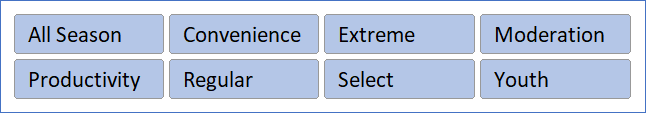 All Season Convenience Extreme Moderation
Productivity Regular Select Youth